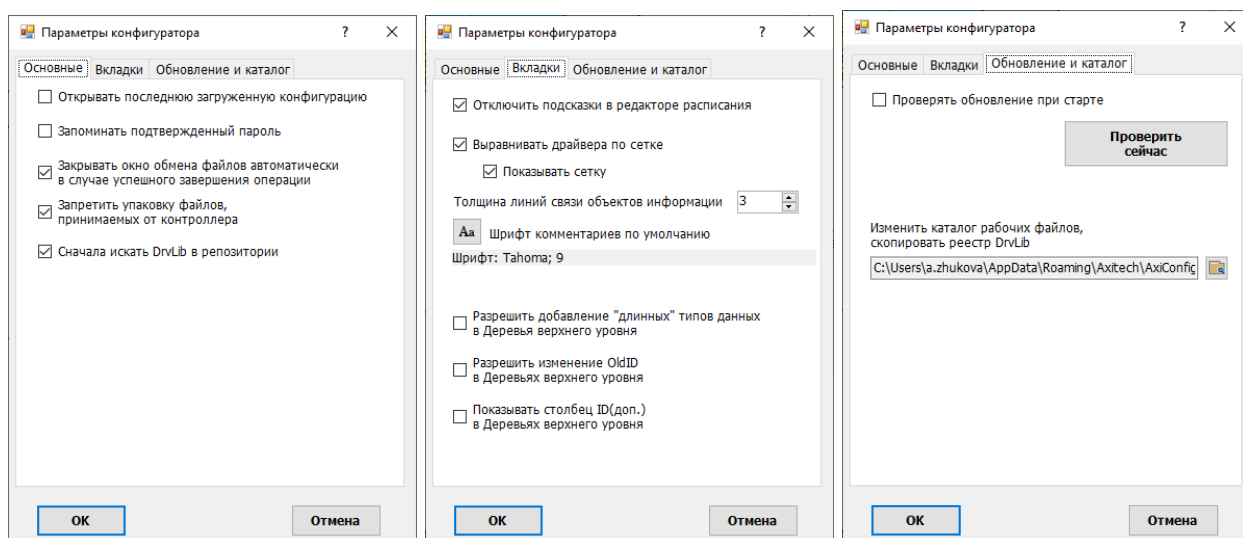 Параметры конфигуратора ?
Основные Вкладки Обновление и каталог
Открывать последнюю загруженную конфигурацию
Запоминать подтвержденный пароль
Закрывать окно обмена файлов автоматически
в случае успешного завершения операции
Запретить упаковку файлов,
принимаемых от контроллера
Сначала искать DrvLib в репозитории
ОК Отмена
Параметры конфигуратора ?
Основные Вкладки Обновление и каталог
Отключить подсказки в редакторе расписания
Выравнивать драйвера по сетке
Показывать сетку
Толщина линий связи объектов информации 3
Aa Шрифт комментариев по умолчанию
Шрифт: Tahoma; 9
Разрешить добавление "длинных" типов данных
в Деревья верхнего уровня
Разрешить изменение OldID
в Деревьях верхнего уровня
Показывать столбец ID(доп.)
в Деревьях верхнего уровня
ОК Отмена
Параметры конфигуратора ?
Основные Вкладки Обновление и каталог
Проверять обновление при старте
Проверить
сейчас
Изменить каталог рабочих файлов,
скопировать реестр DrvLib
C:\Users\a.zhukova\AppData\Roaming\Axitech\AxiConfig
ОК Отмена